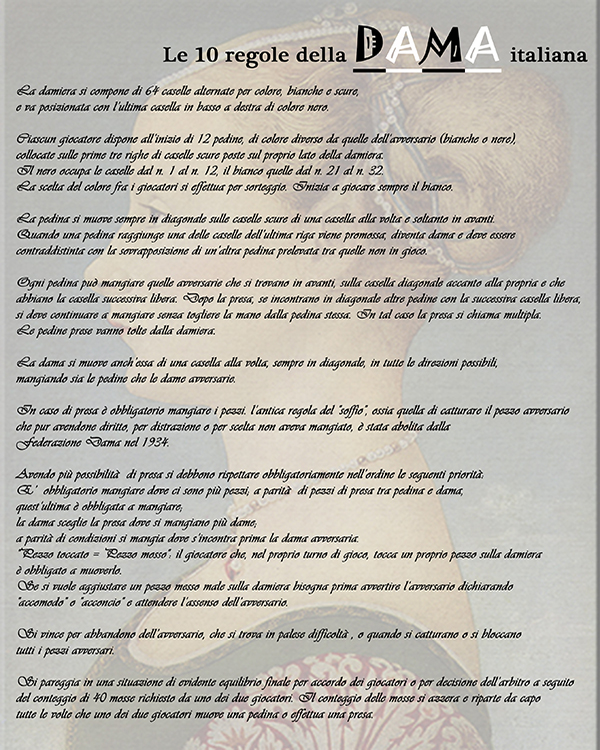 Le 10 regole della DAMA italiana
La damiera si compone di 64 caselle alternate per colore, bianche e scure,
e va posizionata con l'ultima casella in basso a destra di colore nero.
Ciascun giocatore dispone all'inizio di 12 pedine, di colore diverso da quelle dell'avversario (bianche o nere),
collocate sulle prime tre righe di caselle scure poste sul proprio lato della damiera.
Il nero occupa le caselle dal n. 1 al n. 12, il bianco quelle dal n. 21 al n. 32.
La scelta del colore fra i giocatori si effettua per sorteggio. Inizia a giocare sempre il bianco.
La pedina si muove sempre in diagonale sulle caselle scure di una casella alla volta e soltanto in avanti.
Quando una pedina raggiunge una delle caselle dell'ultima riga viene promossa; diventa dama e deve essere
contraddistinta con la sovrapposizione di un'altra pedina prelevata tra quelle non in gioco.
Ogni pedina può mangiare quelle avversarie che si trovano in avanti, sulla casella diagonale accanto alla propria e che
abbiano la casella successiva libera. Dopo la presa, se incontrano in diagonale altre pedine con la successiva casella libera,
si deve continuare a mangiare senza togliere la mano dalla pedina stessa. In tal caso la presa si chiama multipla.
Le pedine prese vanno tolte dalla damiera.
La dama si muove anch'essa di una casella alla volta, sempre in diagonale, in tutte le direzioni possibili,
mangiando sia le pedine che le dame avversarie.
In caso di presa è obbligatorio mangiare i pezzi. l'antica regola del "soffio", ossia quella di catturare il pezzo avversario
che pur avendone diritto, per distrazione o per scelta non aveva mangiato, è stata abolita dalla
Federazione Dama nel 1934.
Avendo più possibilità di presa si debbono rispettare obbligatoriamente nell'ordine le seguenti priorità:
E' obbligatorio mangiare dove ci sono più pezzi; a parità di pezzi di presa tra pedina e dama,
quest'ultima è obbligata a mangiare;
la dama sceglie la presa dove si mangiano più dame;
a parità di condizioni si mangia dove s'incontra prima la dama avversaria.
"Pezzo toccato = "Pezzo mosso", il giocatore che, nel proprio turno di gioco, tocca un proprio pezzo sulla damiera
è obbligato a muoverlo.
Se si vuole aggiustare un pezzo messo male sulla damiera bisogna prima avvertire l'avversario dichiarando
"accomodo" o "acconcio" e attendere l'assenso dell'avversario.
Si vince per abbandono dell'avversario, che si trova in palese difficoltà , o quando si catturano o si bloccano
tutti i pezzi avversari.
Si pareggia in una situazione di evidente equilibrio finale per accordo dei giocatori o per decisione dell'arbitro a seguito
del conteggio di 40 mosse richiesto da uno dei due giocatori. Il conteggio delle mosse si azzera e riparte da capo
tutte le volte che uno dei due giocatori muove una pedina o effettua una presa.